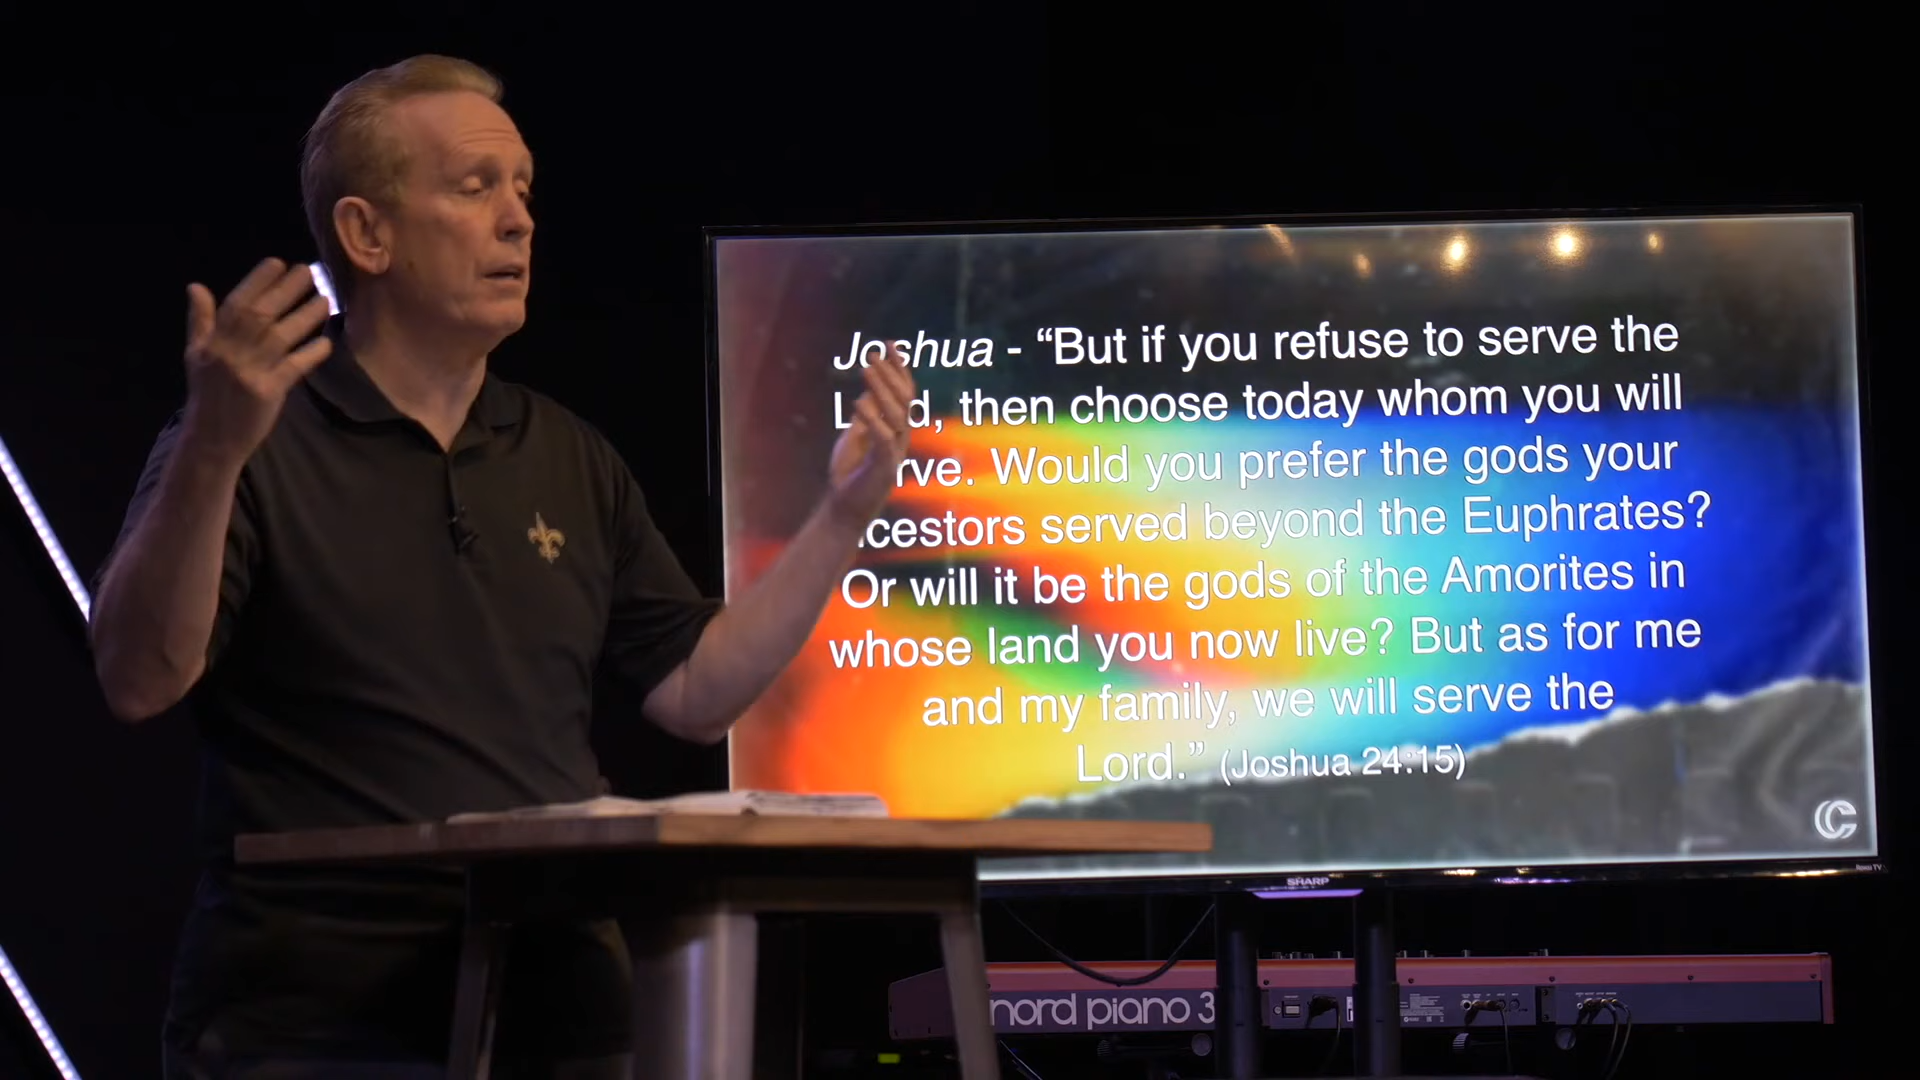 Joshua - “But if you refuse to serve the
then choose today whom you will
Would you prefer the gods your
served beyond the Euphrates?
Or will it be the gods of the Amorites in
whose land you now live? But as for me
and my family, we will serve the
Lord.” (Joshua 24:15)
SHARP
Roku TV
nord piano 3